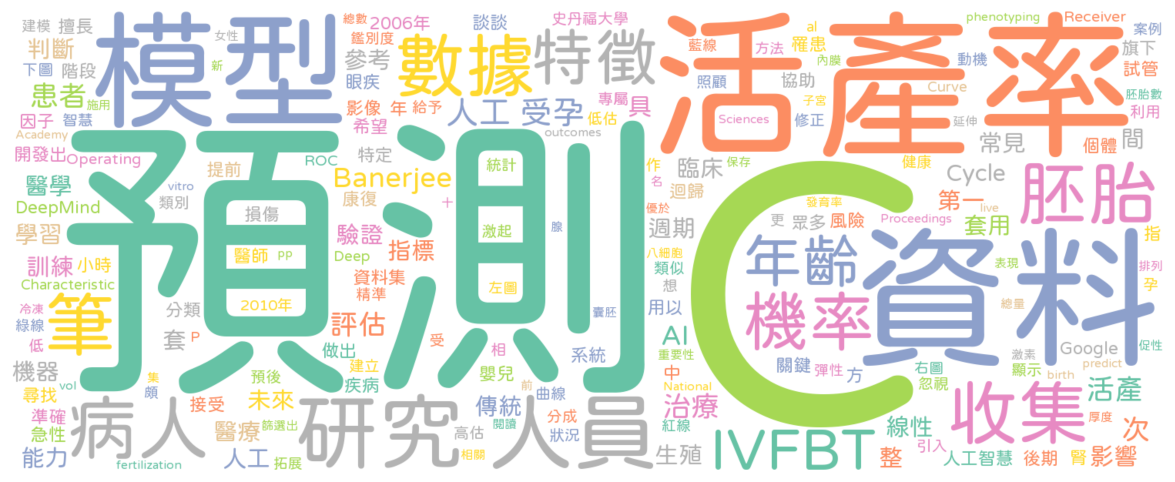 建模
擅長
總數
2006年
談談
史丹福大學
al
phenotyping
Receiver
案例
女性
鑑別度
藍線
方法
旗下
判斷
模型
數據
特徵
活產率
罹患
內膜
動機
下圖
階段
新
參考
眼疾
照顧
協助
試管
患者
施用
影像
年
給予
專屬
具
子宮
Curve
胚胎數
因子
智慧
希望
人工
受孕
低估
Sciences
修正
延伸
利用
Academy
outcomes
常見
個體
間
開發出
Operating
ROC
特定
統計
作
臨床
保存
健康
預測
提前
Banerjee
名
迴歸
Cycle
胚胎
醫學
vitro
類別
康復
優於
發育率
第一
live
DeepMind
損傷
+
腺
週期
更
眾多
風險
Proceedings
套用
指
學習
驗證
指標
激起
八細胞
C
年齡
資料
醫師
PP
Deep
類似
表現
排列
訓練
小時
資料集
想
總量
孕
Characteristic
精準
左圖
用以
機率
冷凍
筆
2010年
分類
囊胚
綠線
套
P
評估
受
AI
Google
激素
促性
低
做出
相
系統
重要性
關鍵
彈性
方
右圖
顯示
predict
機器
預後
建立
疾病
嬰兒
中
忽視
birth
活產
vol
集
前
曲線
National
尋找
頗
接受
未來
傳統
分成
治療
收集
厚度
準確
病人
醫療
篩選出
研究人員
閱讀
紅線
線性
次
急性
高估
狀況
IVFBT
引入
能力
人工
拓展
相關
生殖
整
人工智慧
後期
腎
影響
fertilization